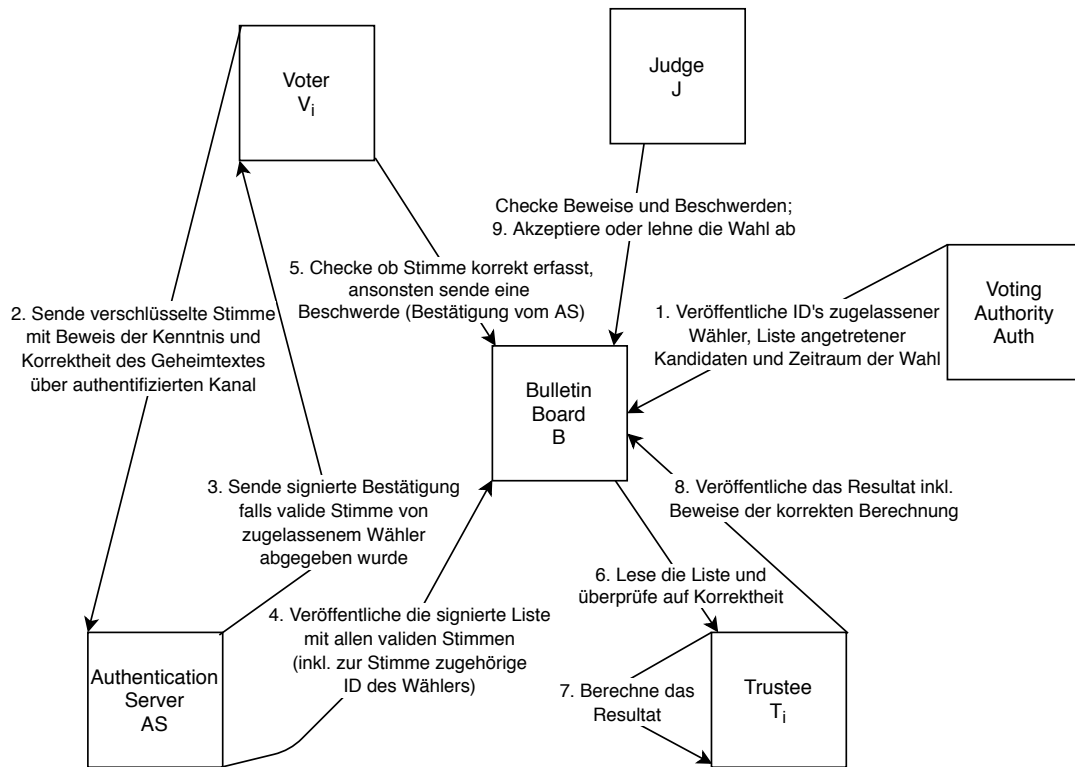 Voter
Vi
Judge
J
Checke Beweise und Beschwerden;
9. Akzeptiere oder lehne die Wahl ab
5. Checke ob Stimme korrekt erfasst,
ansonsten sende eine
Beschwerde (Bestätigung vom AS)
Voting
Authority
Auth
2. Sende verschlüsselte Stimme
mit Beweis der Kenntnis und
Korrektheit des Geheimtextes
über authentifizierten Kanal
1. Veröffentliche ID's zugelassener
Wähler, Liste angetretener
Kandidaten und Zeitraum der Wahl
Bulletin
Board
B
3. Sende signierte Bestätigung
falls valide Stimme von
zugelassenem Wähler
abgegeben wurde
8. Veröffentliche das Resultat inkl.
Beweise der korrekten Berechnung
6. Lese die Liste und
überprüfe auf Korrektheit
4. Veröffentliche die signierte Liste
mit allen validen Stimmen
(inkl. zur Stimme zugehörige
ID des Wählers)
Authentication
Server
AS
7. Berechne das
Resultat
Trustee
Ti